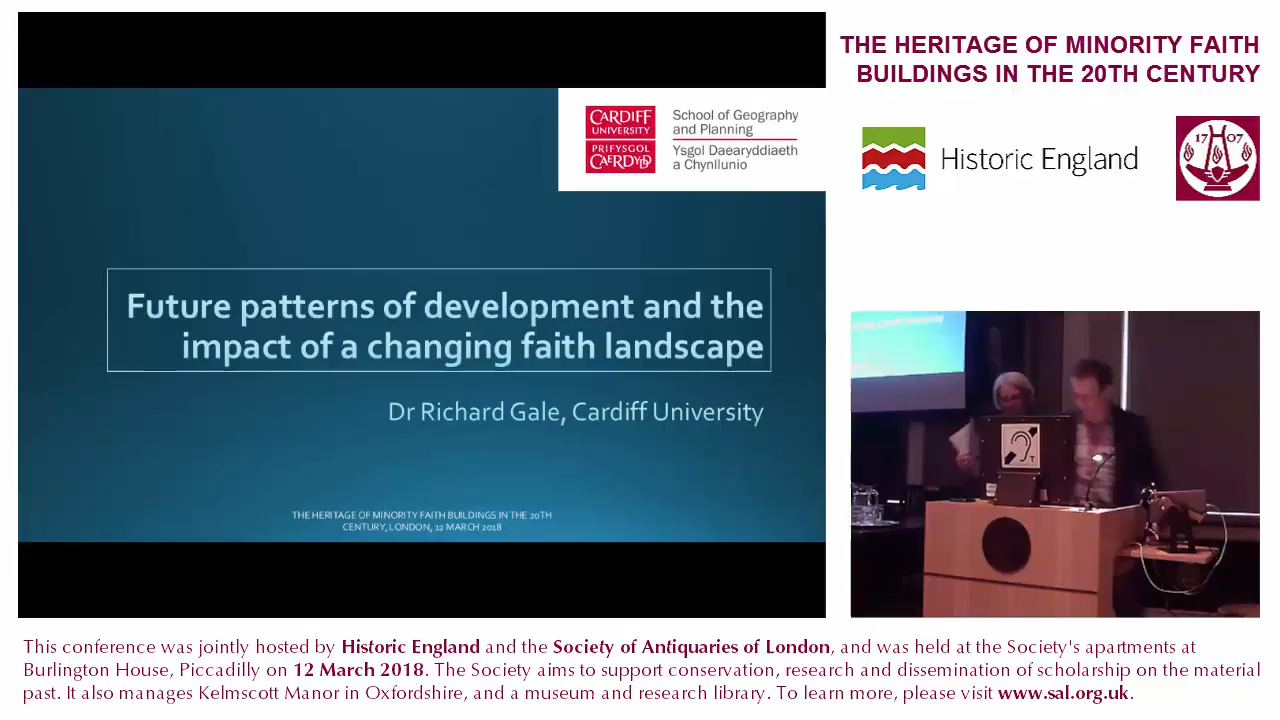 THE HERITAGE OF MINORITY FAITH
BUILDINGS IN THE 20TH CENTURY
CARDIFF
UNIVERSITY
PRIFYSGOL
CAERDYDD
School of Geography
and Planning
Ysgol Daearyddiaeth
a Chynllunio
Historic England
17 07
Future patterns of development and the
impact of a changing faith landscape
Dr Richard Gale, Cardiff University
THE HERITAGE OF MINORITY FAITH BUILDINGS IN THE 20TH
CENTURY, LONDON, 12 MARCH 2018
T
This conference was jointly hosted by Historic England and the Society of Antiquaries of London, and was held at the Society's apartments at
Burlington House, Piccadilly on 12 March 2018. The Society aims to support conservation, research and dissemination of scholarship on the material
past. It also manages Kelmscott Manor in Oxfordshire, and a museum and research library. To learn more, please visit www.sal.org.uk.